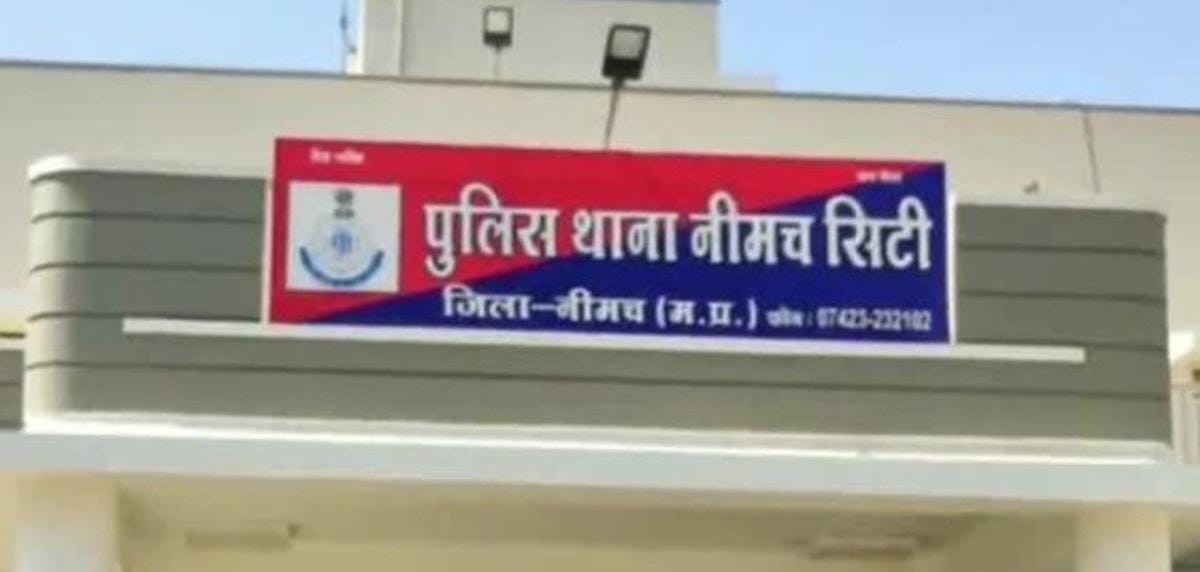 पुलिस थाना नीमच सिटी
जिला-नीमच (म.प्र.) फोन : 07423-232102